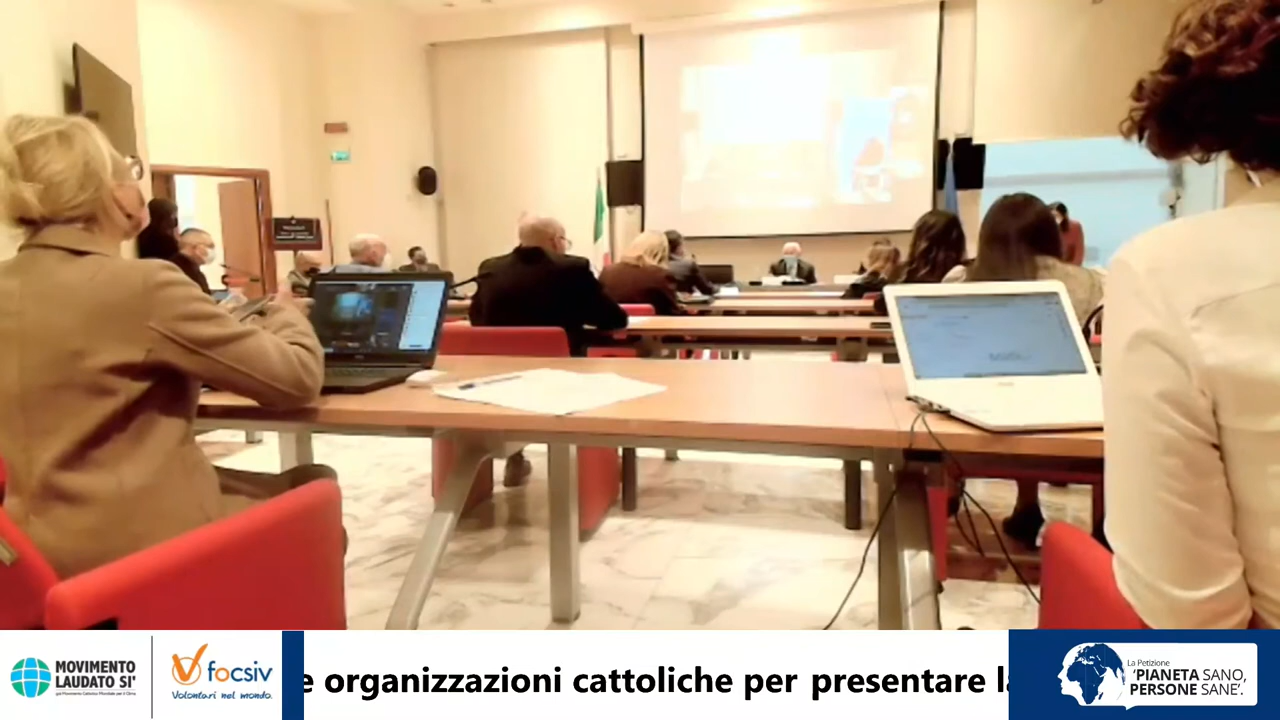 MOVIMENTO
LAUDATO SI'
focsiv
Volontari nel mondo.
e organizzazioni cattoliche per presentare la
La Petizione
'PIANETA SANO,
PERSONE SANE'.